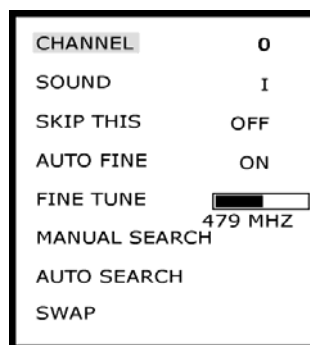 CHANNEL 0
SOUND I
SKIP THIS OFF
AUTO FINE ON
FINE TUNE
479 MHZ
MANUAL SEARCH
AUTO SEARCH
SWAP